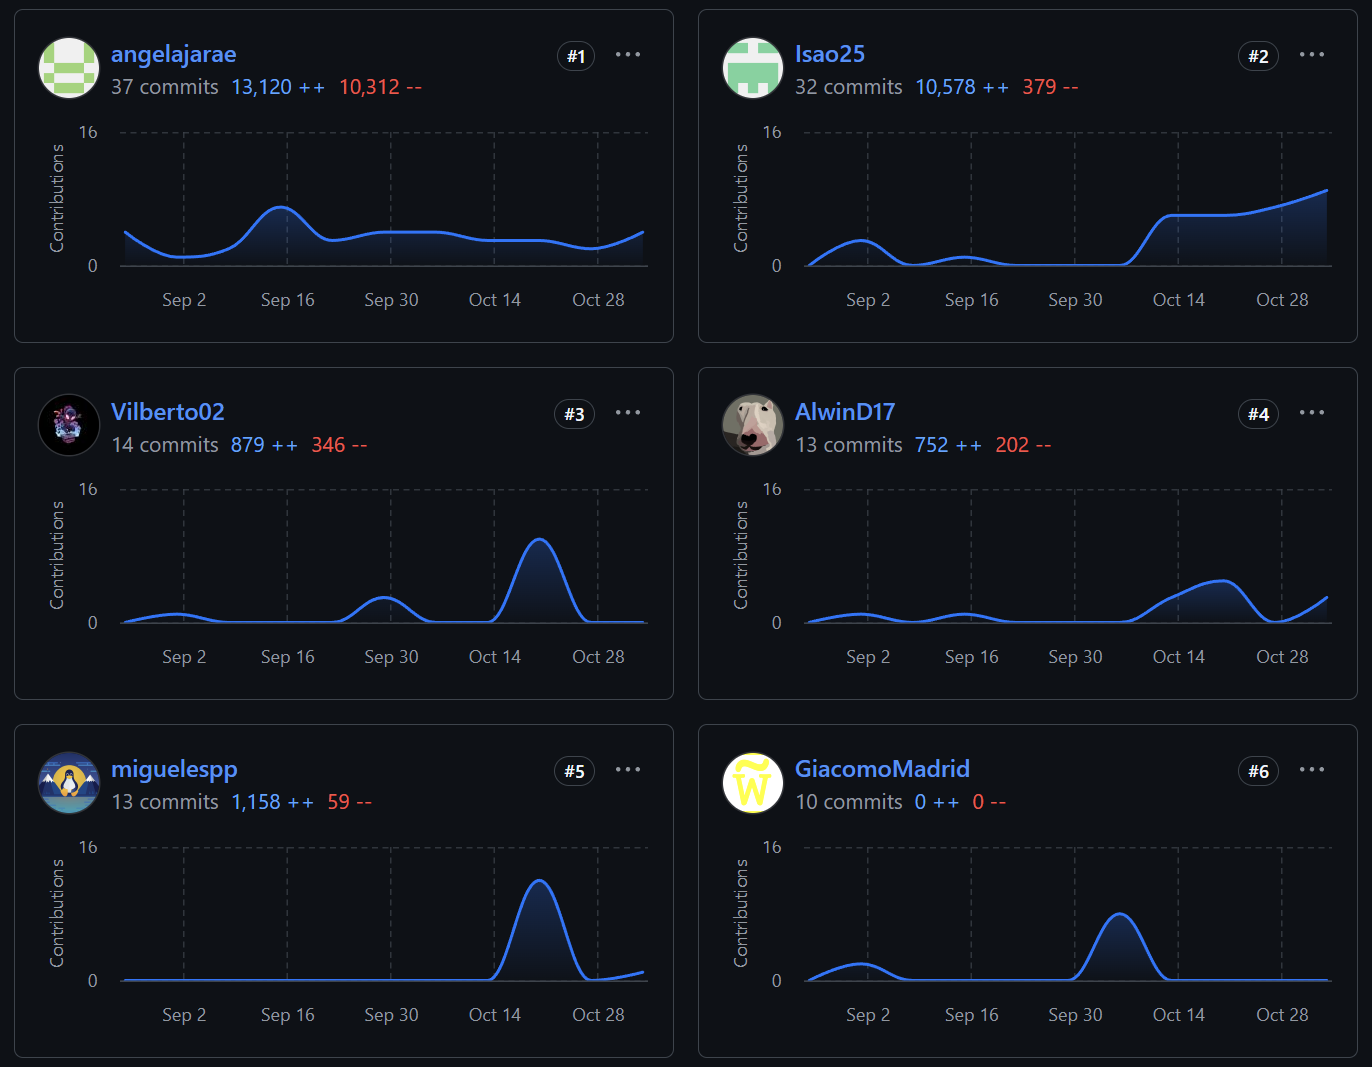 angelajarae
#1
37 commits 13,120 ++ 10,312 --
16
Contributions
0
Sep 2 Sep 16 Sep 30 Oct 14 Oct 28
lsao25
#2
32 commits 10,578 ++ 379 --
16
Contributions
0
Sep 2 Sep 16 Sep 30 Oct 14 Oct 28
Vilberto02
#3
14 commits 879 ++ 346 --
16
Contributions
0
Sep 2 Sep 16 Sep 30 Oct 14 Oct 28
AlwinD17
#4
13 commits 752 ++ 202 --
16
Contributions
0
Sep 2 Sep 16 Sep 30 Oct 14 Oct 28
miguelespp
#5
13 commits 1,158 ++ 59 --
16
Contributions
0
Sep 2 Sep 16 Sep 30 Oct 14 Oct 28
W̃
GiacomoMadrid
#6
10 commits 0 ++ 0 --
16
Contributions
0
Sep 2 Sep 16 Sep 30 Oct 14 Oct 28